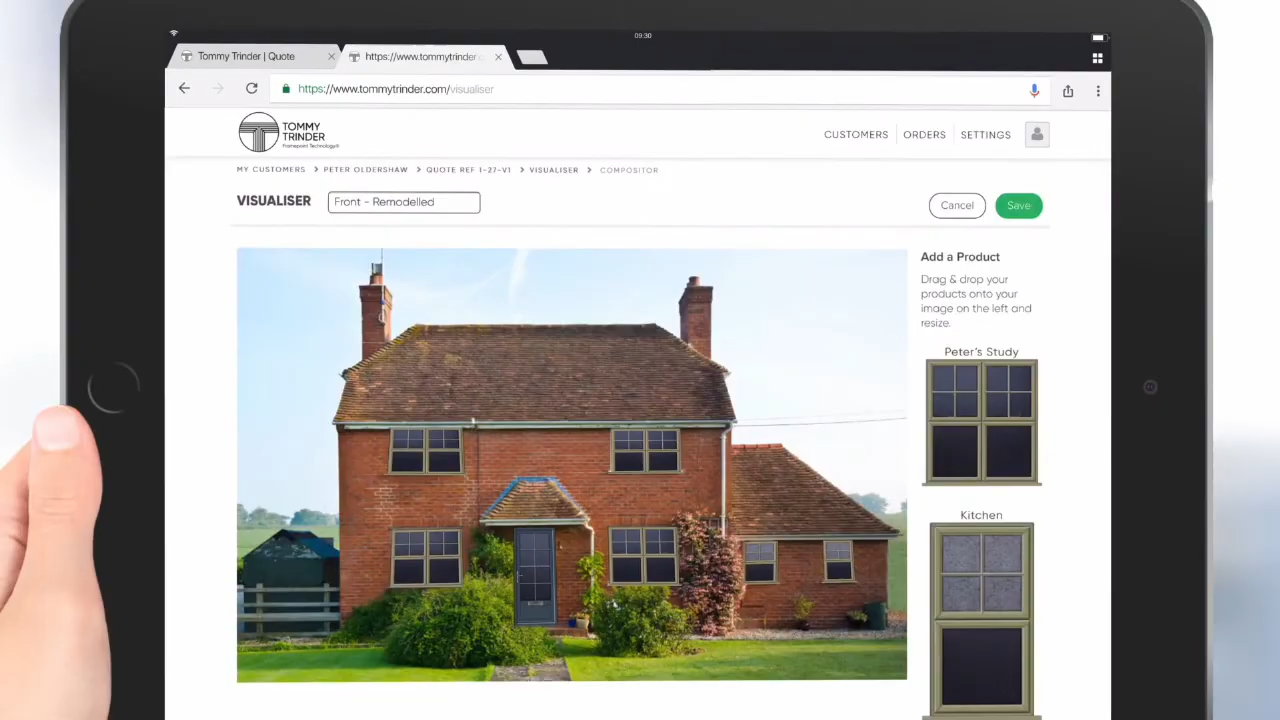 09:30
Tommy Trinder | Quote
https://www.tommytrinder.c
https://www.tommytrinder.com/visualiser
TOMMY
TRINDER
Framepoint Technology®
CUSTOMERS
ORDERS
SETTINGS
MY CUSTOMERS > PETER OLDERSHAW > QUOTE REF 1-27-V1 > VISUALISER > COMPOSITOR
VISUALISER
Front - Remodelled
Cancel
Save
Add a Product
Drag & drop your
products onto your
image on the left and
resize.
Peter's Study
Kitchen